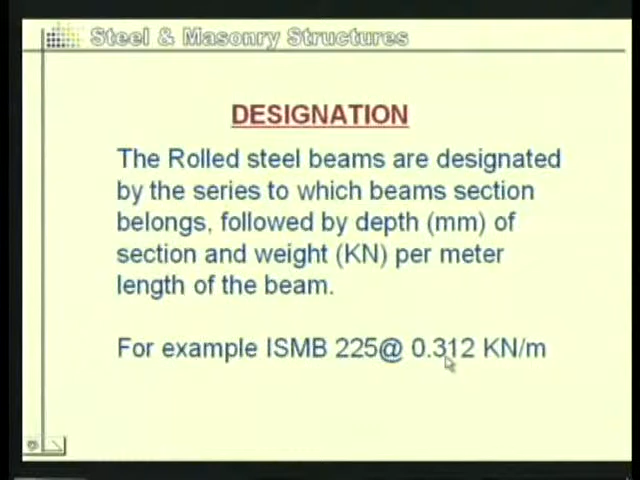 Steel & Masonry Structures
DESIGNATION
The Rolled steel beams are designated
by the series to which beams section
belongs, followed by depth (mm) of
section and weight (KN) per meter
length of the beam.
For example ISMB 225@ 0.312 KN/m